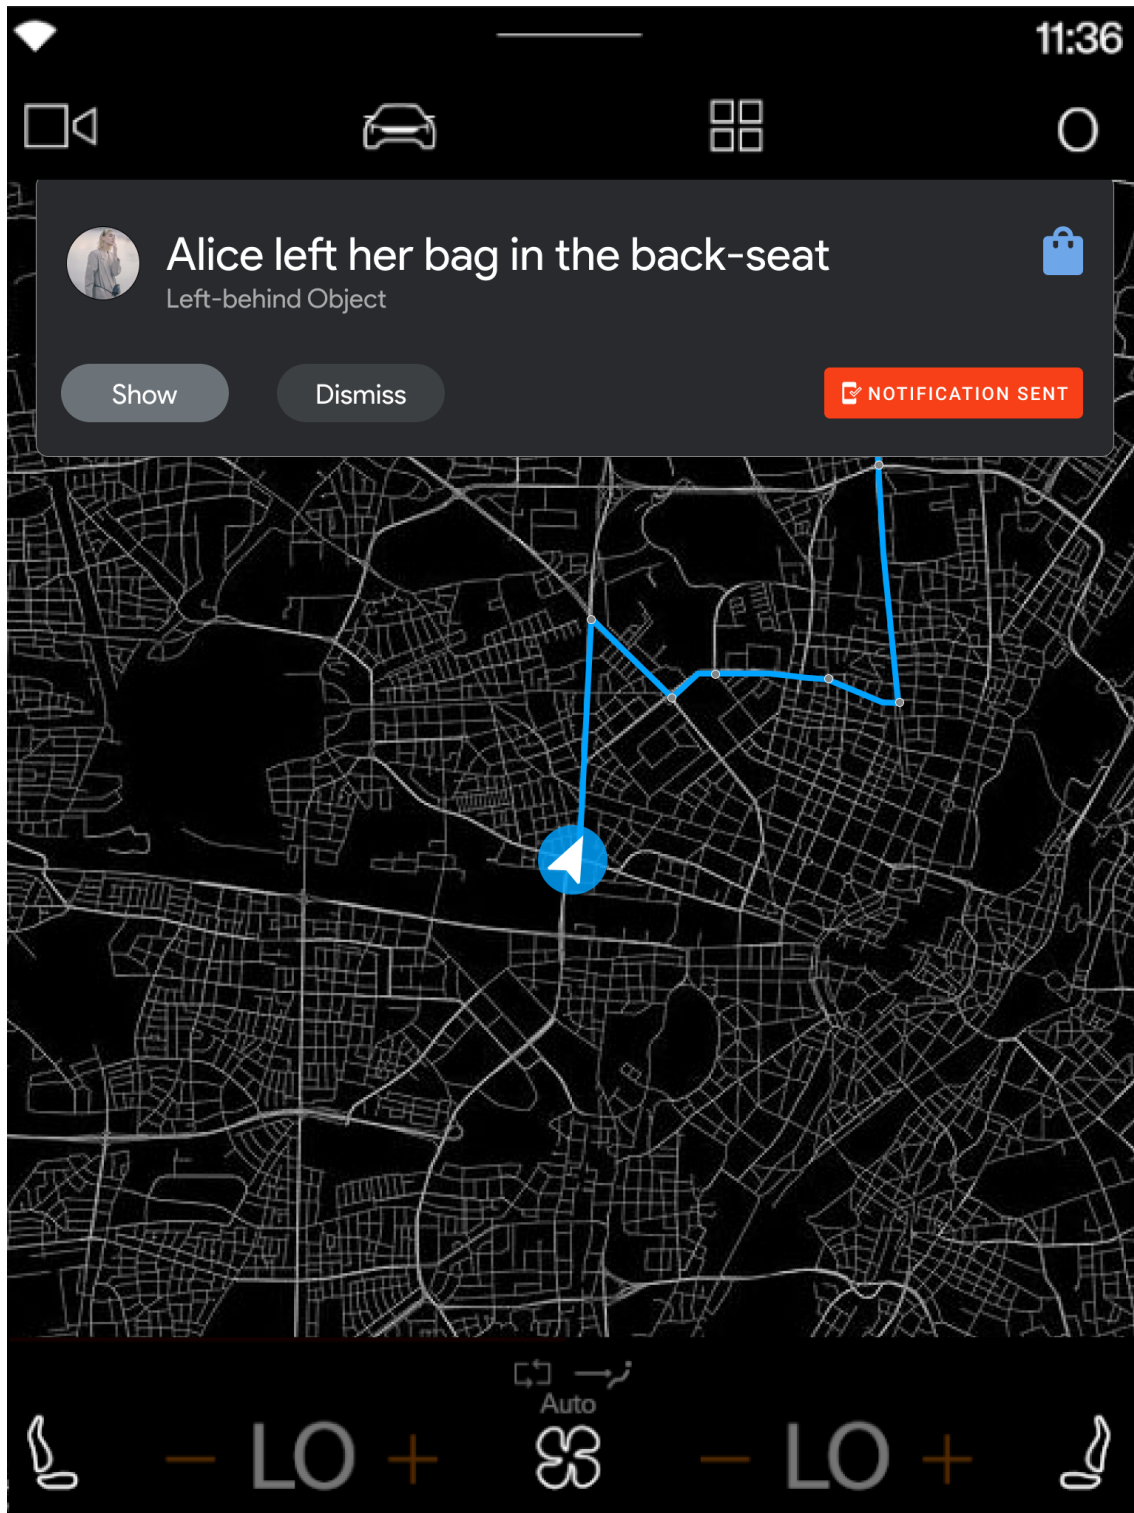 11:36
Alice left her bag in the back-seat
Left-behind Object
Show
Dismiss
NOTIFICATION SENT
Auto
LO
LO